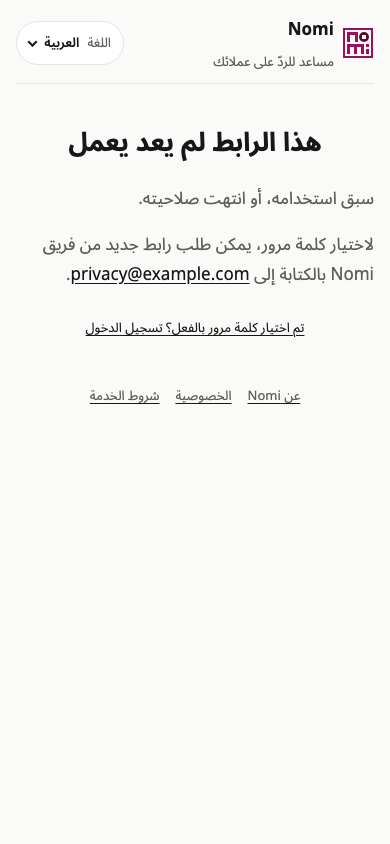 Nomi
مساعد للردّ على عملائك
اللغة العربية
هذا الرابط لم يعد يعمل
سبق استخدامه، أو انتهت صلاحيته.
لاختيار كلمة مرور، يمكن طلب رابط جديد من فريق
Nomi بالكتابة إلى privacy@example.com.
تم اختيار كلمة مرور بالفعل؟ تسجيل الدخول
عن Nomi الخصوصية شروط الخدمة